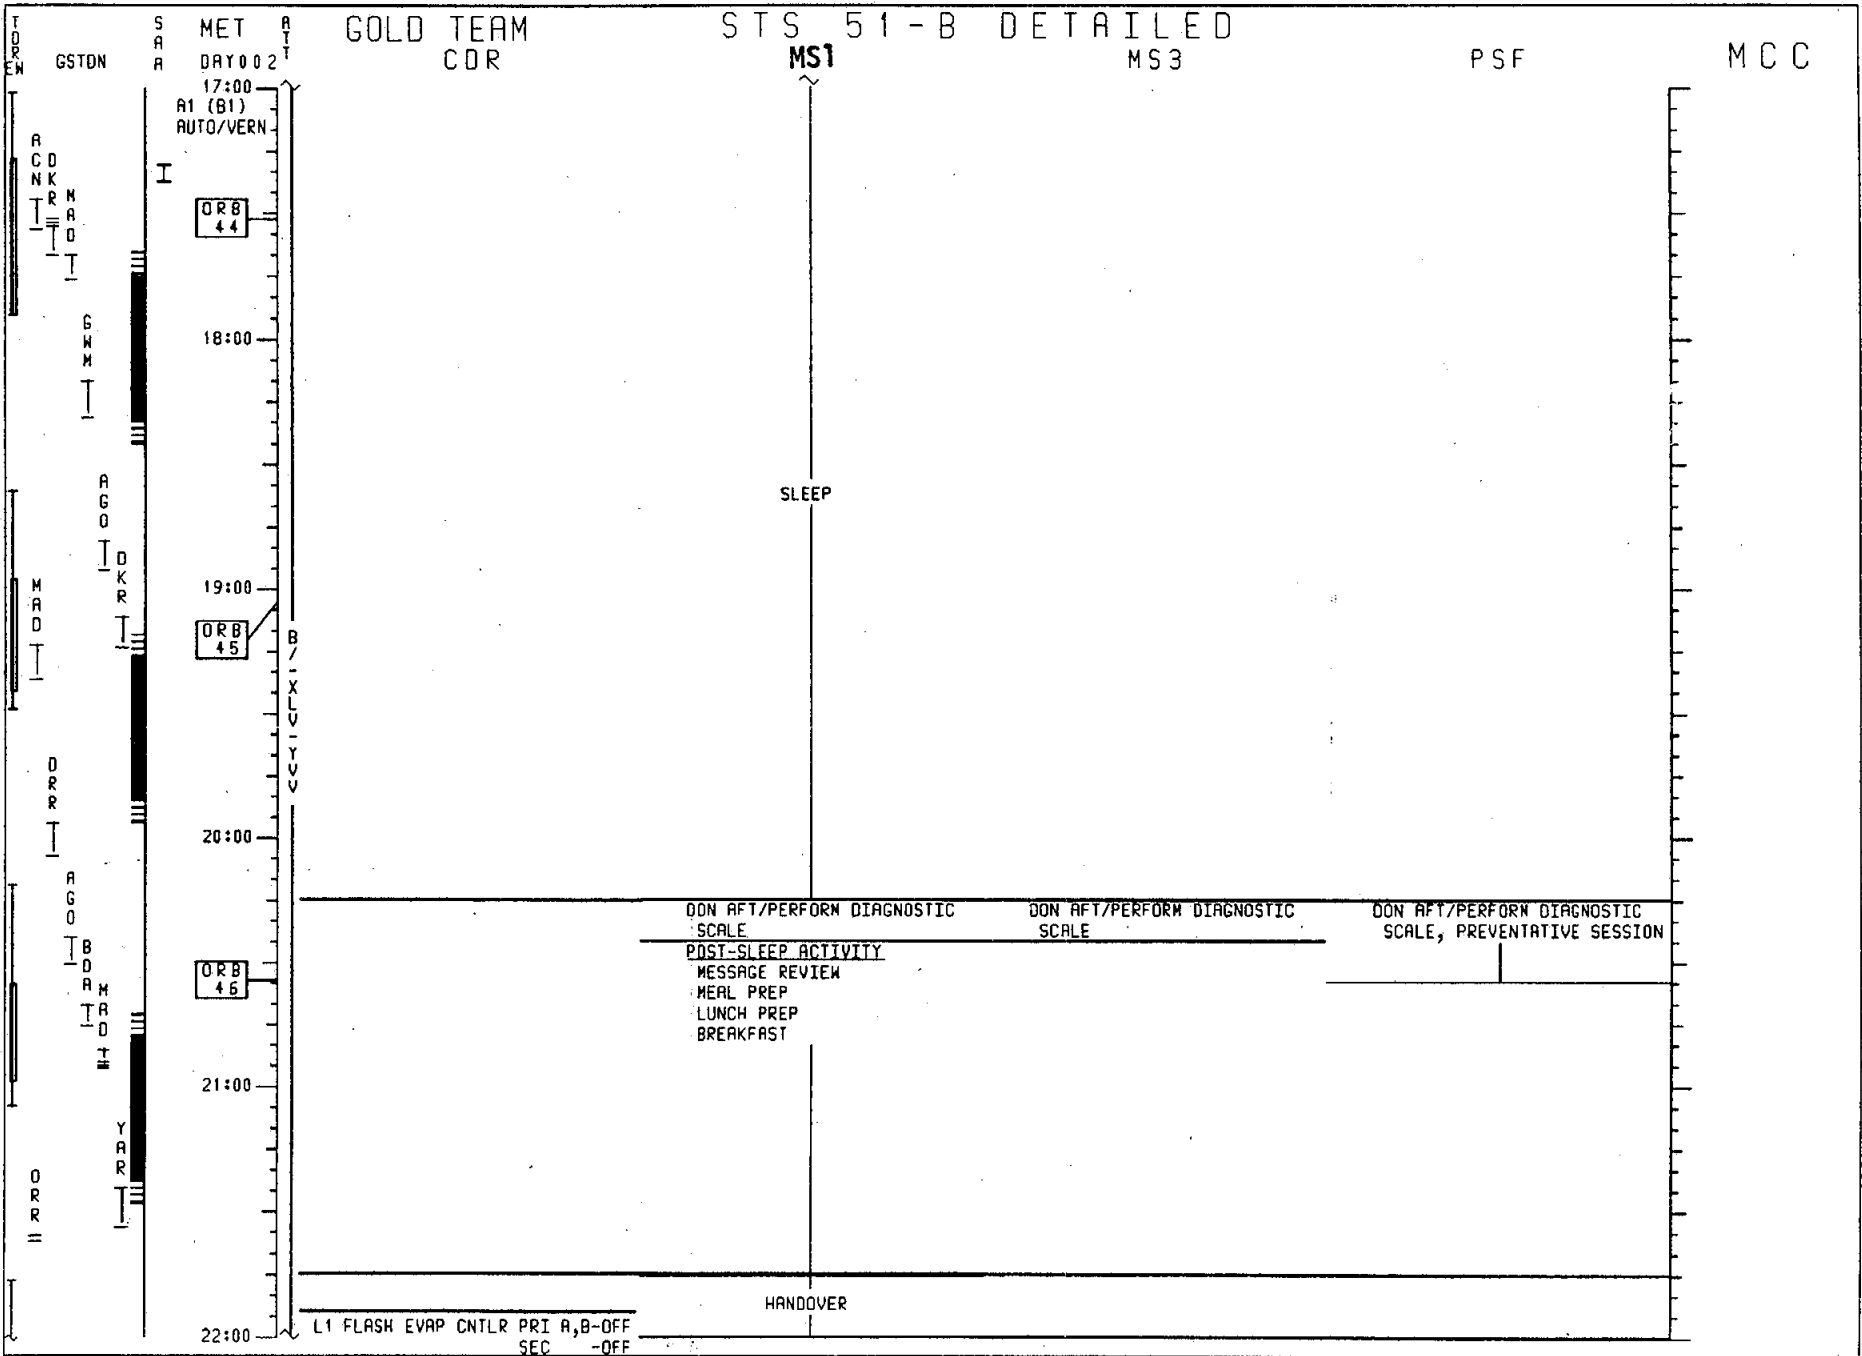 STS 51-B DETAILED
TDRE W
GSTDN
SAA
MET
DAY002
ATT
GOLD TEAM
CDR
MS1
MS3
PSF
MCC
17:00
A1 (B1)
AUTO/VERN
ACN
DKR
MAD
ORB
44
GWM
18:00
AGO
SLEEP
DKR
MAD
19:00
ORB
45
B/-XLV-YVV
DRR
20:00
AGO
BDA
MAD
DON AFT/PERFORM DIAGNOSTIC
SCALE
DON AFT/PERFORM DIAGNOSTIC
SCALE
DON AFT/PERFORM DIAGNOSTIC
SCALE, PREVENTATIVE SESSION
POST-SLEEP ACTIVITY
MESSAGE REVIEW
MEAL PREP
LUNCH PREP
BREAKFAST
ORB
46
21:00
YAR
ORR
HANDOVER
L1 FLASH EVAP CNTLR PRI A,B-OFF
SEC -OFF
22:00